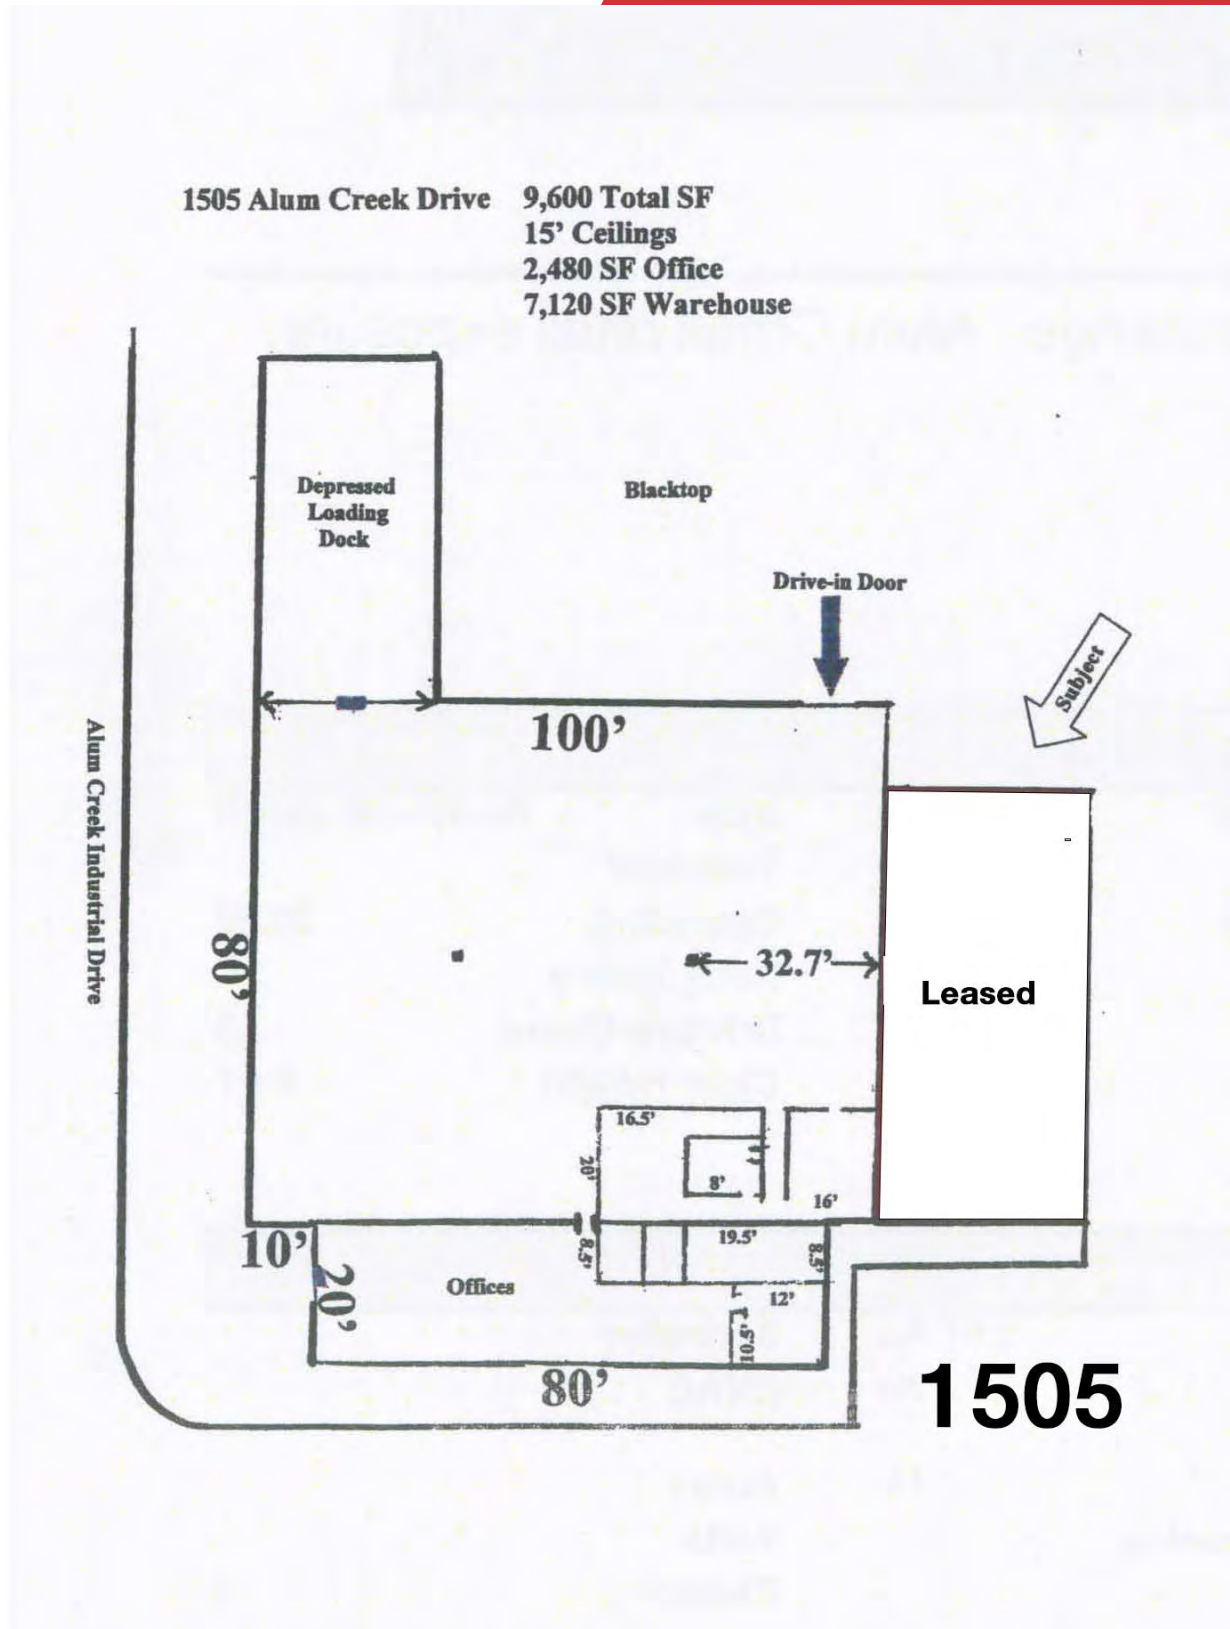 1505 Alum Creek Drive 9,600 Total SF
15’ Ceilings
2,480 SF Office
7,120 SF Warehouse
Depressed
Loading
Dock
Blacktop
Drive-in Door
Subject
100’
Alum Creek Industrial Drive
80’
32.7’
Leased
16.5’
20’
8’
16’
10’
8.5’
19.5’
8.5’
20’
Offices
12’
10.5’
80’
1505